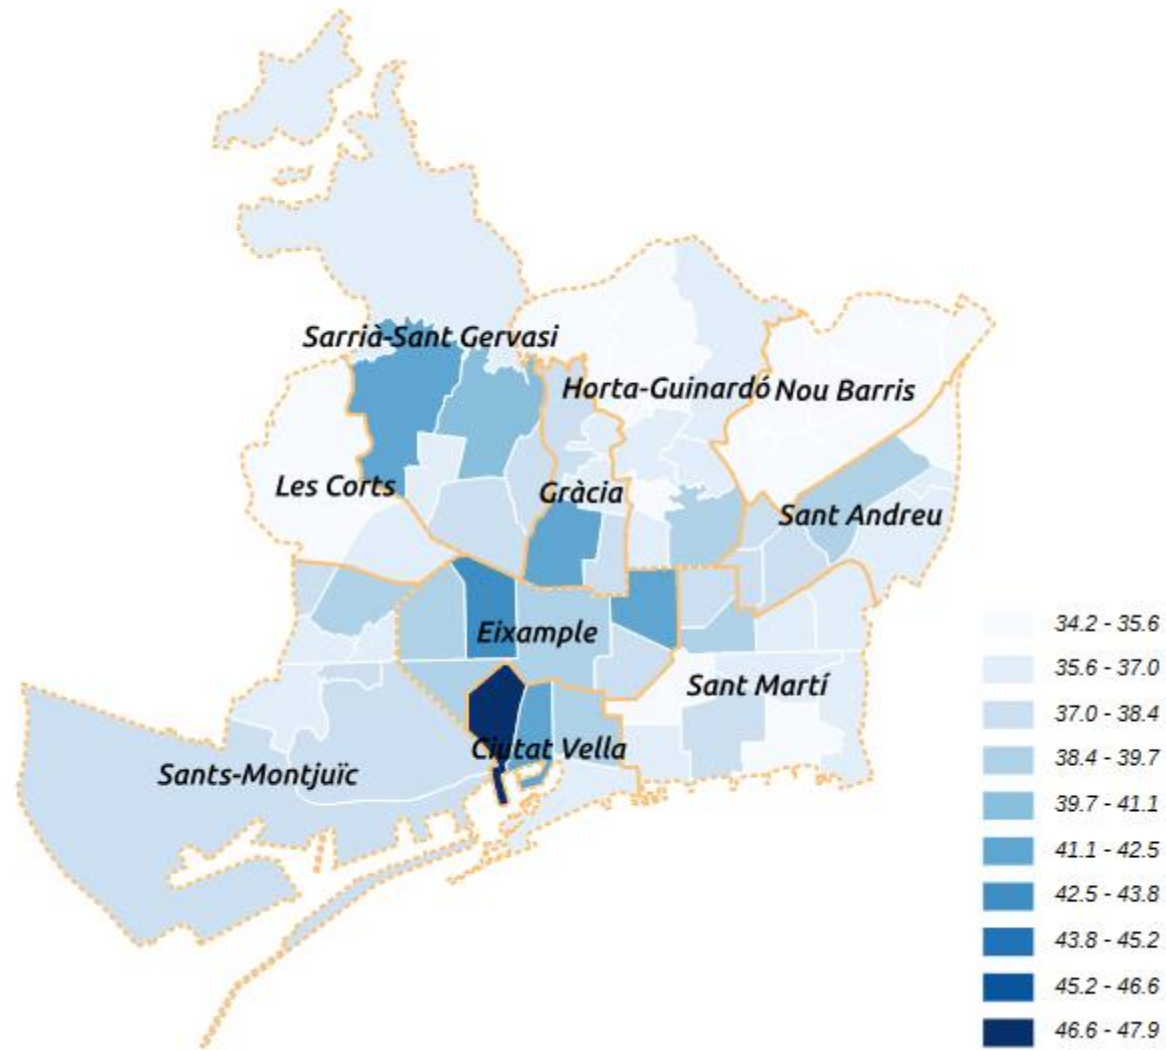 Sarrià-Sant Gervasi
Horta-Guinardó
Nou Barris
Les Corts
Gràcia
Sant Andreu
Eixample
Sant Martí
Ciutat Vella
Sants-Montjuïc
34.2 - 35.6
35.6 - 37.0
37.0 - 38.4
38.4 - 39.7
39.7 - 41.1
41.1 - 42.5
42.5 - 43.8
43.8 - 45.2
45.2 - 46.6
46.6 - 47.9